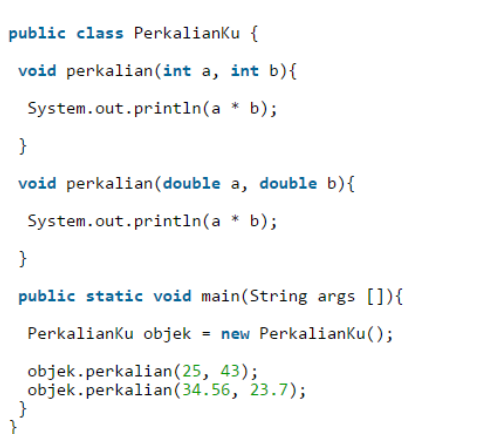 public class PerkalianKu {
void perkalian(int a, int b){
System.out.println(a * b);
}
void perkalian(double a, double b){
System.out.println(a * b);
}
public static void main(String args []){
PerkalianKu objek = new PerkalianKu();
objek.perkalian(25, 43);
objek.perkalian(34.56, 23.7);
}
}